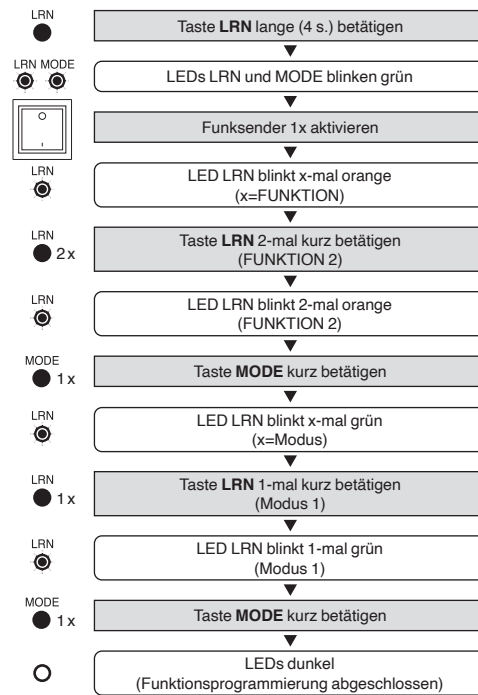 LRN
Taste LRN lange (4 s.) betätigen
LRN MODE
LEDs LRN und MODE blinken grün
Funksender 1x aktivieren
LRN
LED LRN blinkt x-mal orange
(x=FUNKTION)
LRN
2 x
Taste LRN 2-mal kurz betätigen
(FUNKTION 2)
LRN
LED LRN blinkt 2-mal orange
(FUNKTION 2)
MODE
1 x
Taste MODE kurz betätigen
LRN
LED LRN blinkt x-mal grün
(x=Modus)
LRN
1 x
Taste LRN 1-mal kurz betätigen
(Modus 1)
LRN
LED LRN blinkt 1-mal grün
(Modus 1)
MODE
1 x
Taste MODE kurz betätigen
LEDs dunkel
(Funktionsprogrammierung abgeschlossen)